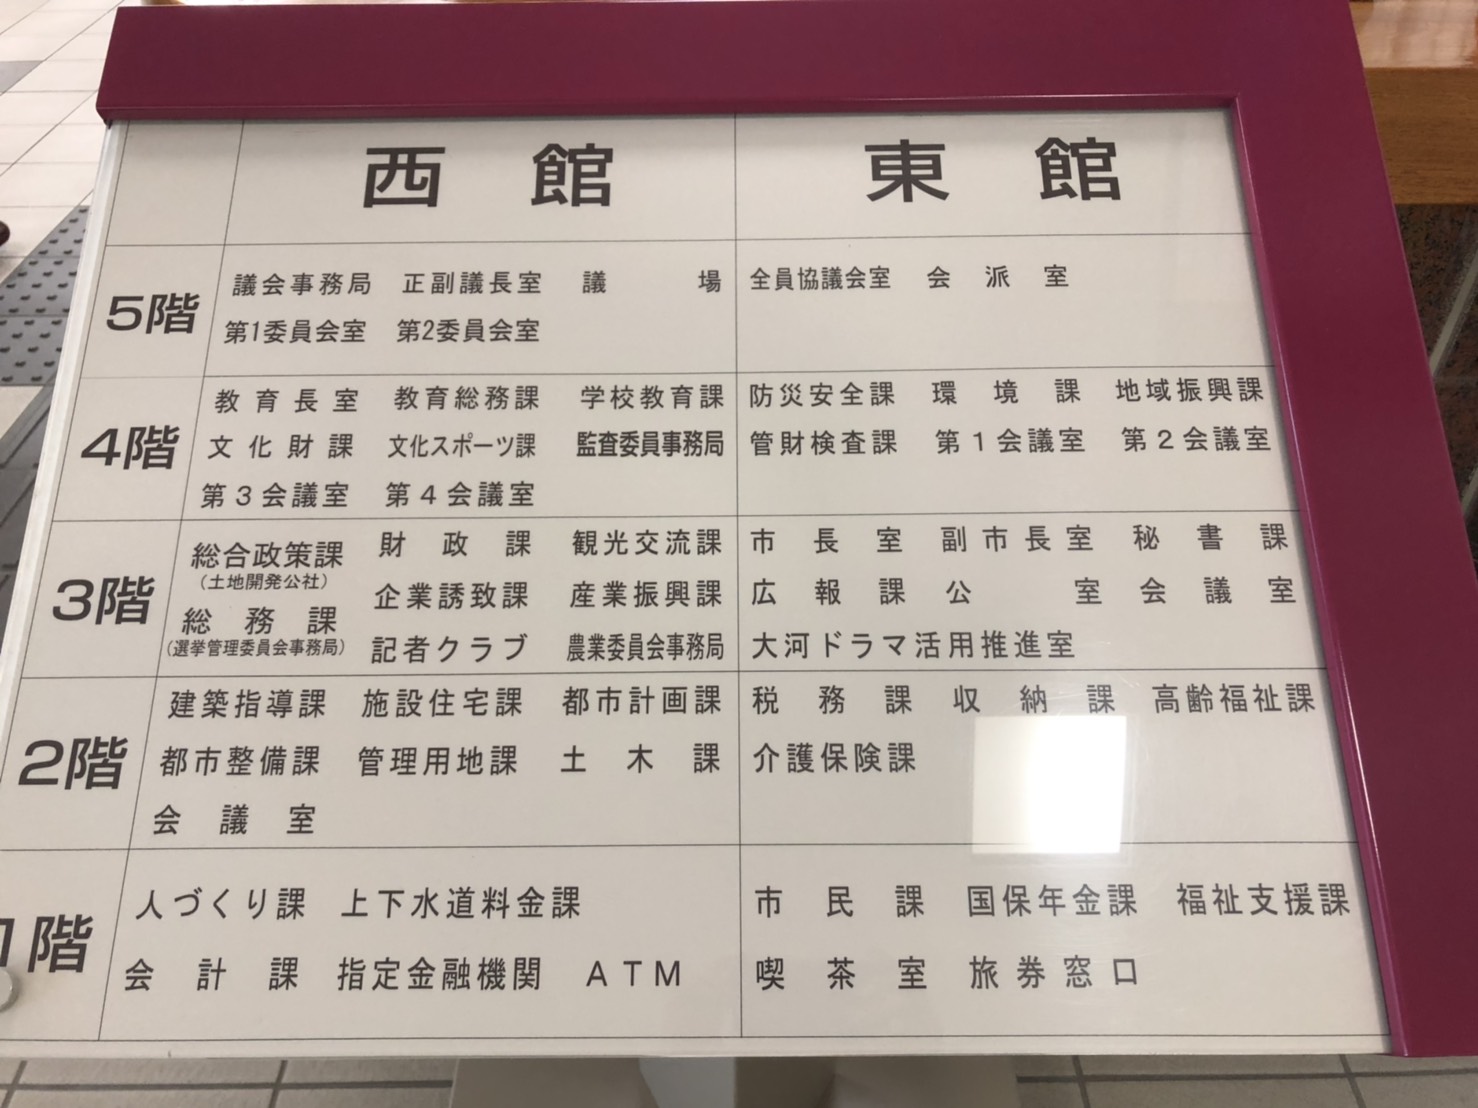 西館 東館
5階
議会事務局 正副議長室 議場 全員協議会室 会派室
第1委員会室 第2委員会室
4階
教育長室 教育総務課 学校教育課 防災安全課 環境課 地域振興課
文化財課 文化スポーツ課 監査委員事務局 管財検査課 第1会議室 第2会議室
第3会議室 第4会議室
3階
総合政策課 財政課 観光交流課 市長室 副市長室 秘書課
(土地開発公社)
企業誘致課 産業振興課 広報課 公室 会議室
総務課
(選挙管理委員会事務局) 記者クラブ 農業委員会事務局 大河ドラマ活用推進室
2階
建築指導課 施設住宅課 都市計画課 税務課 収納課 高齢福祉課
都市整備課 管理用地課 土木課 介護保険課
会議室
1階
人づくり課 上下水道料金課 市民課 国保年金課 福祉支援課
会計課 指定金融機関 ATM 喫茶室 旅券窓口